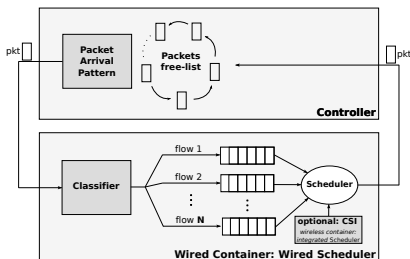 pkt
Packet
Arrival
Pattern
Packets
free-list
pkt
Controller
Classifier
flow 1
flow 2
flow N
Scheduler
optional: CSI
wireless container:
integrated Scheduler
Wired Container: Wired Scheduler